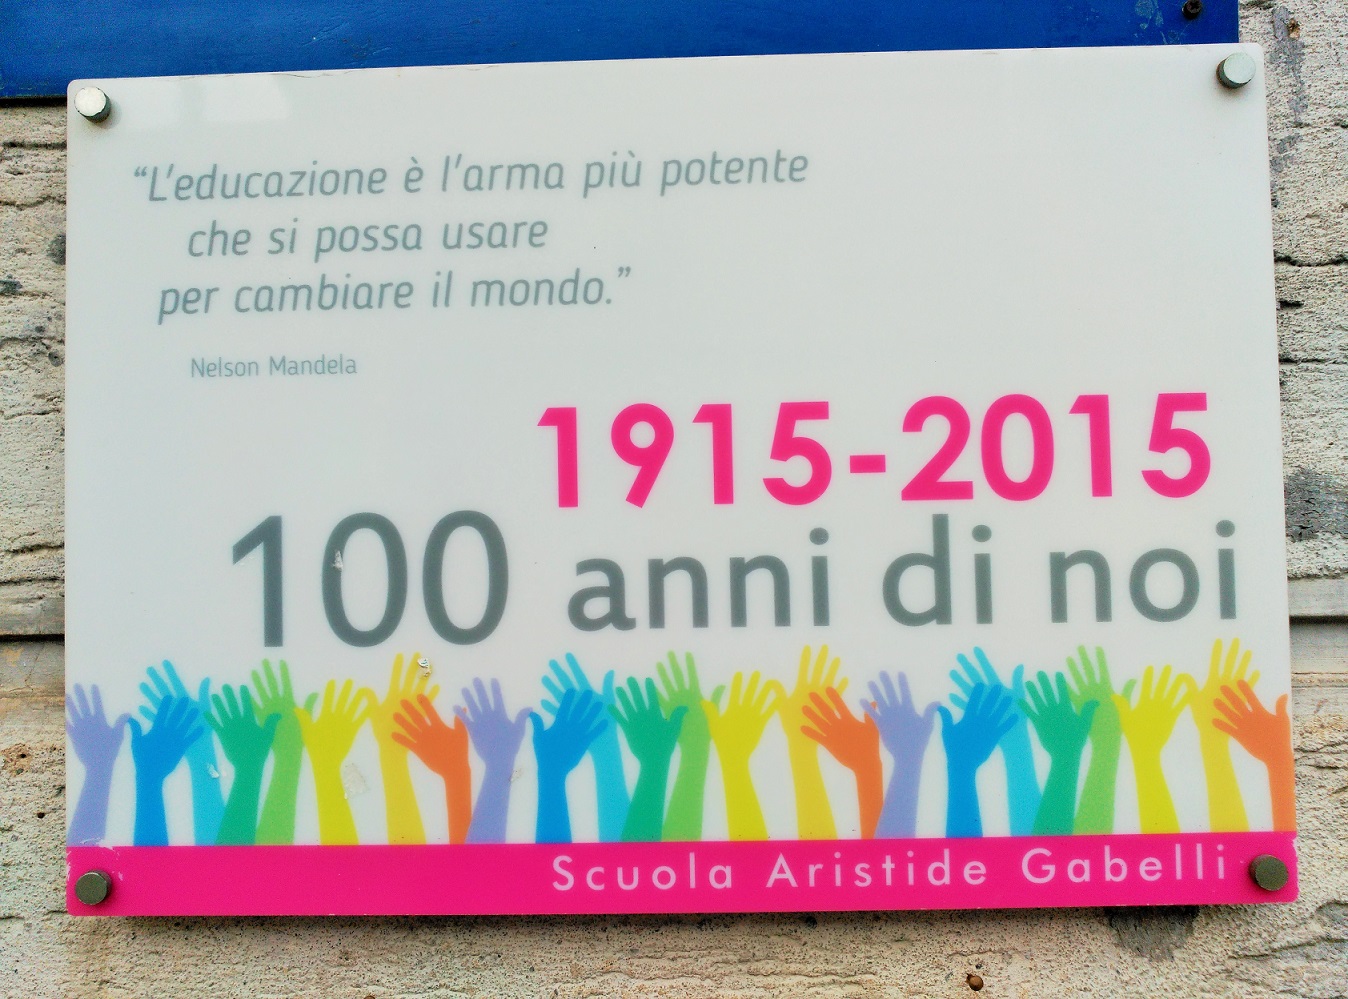 “L'educazione è l'arma più potente
che si possa usare
per cambiare il mondo.”
Nelson Mandela
1915-2015
100 anni di noi
Scuola Aristide Gabelli